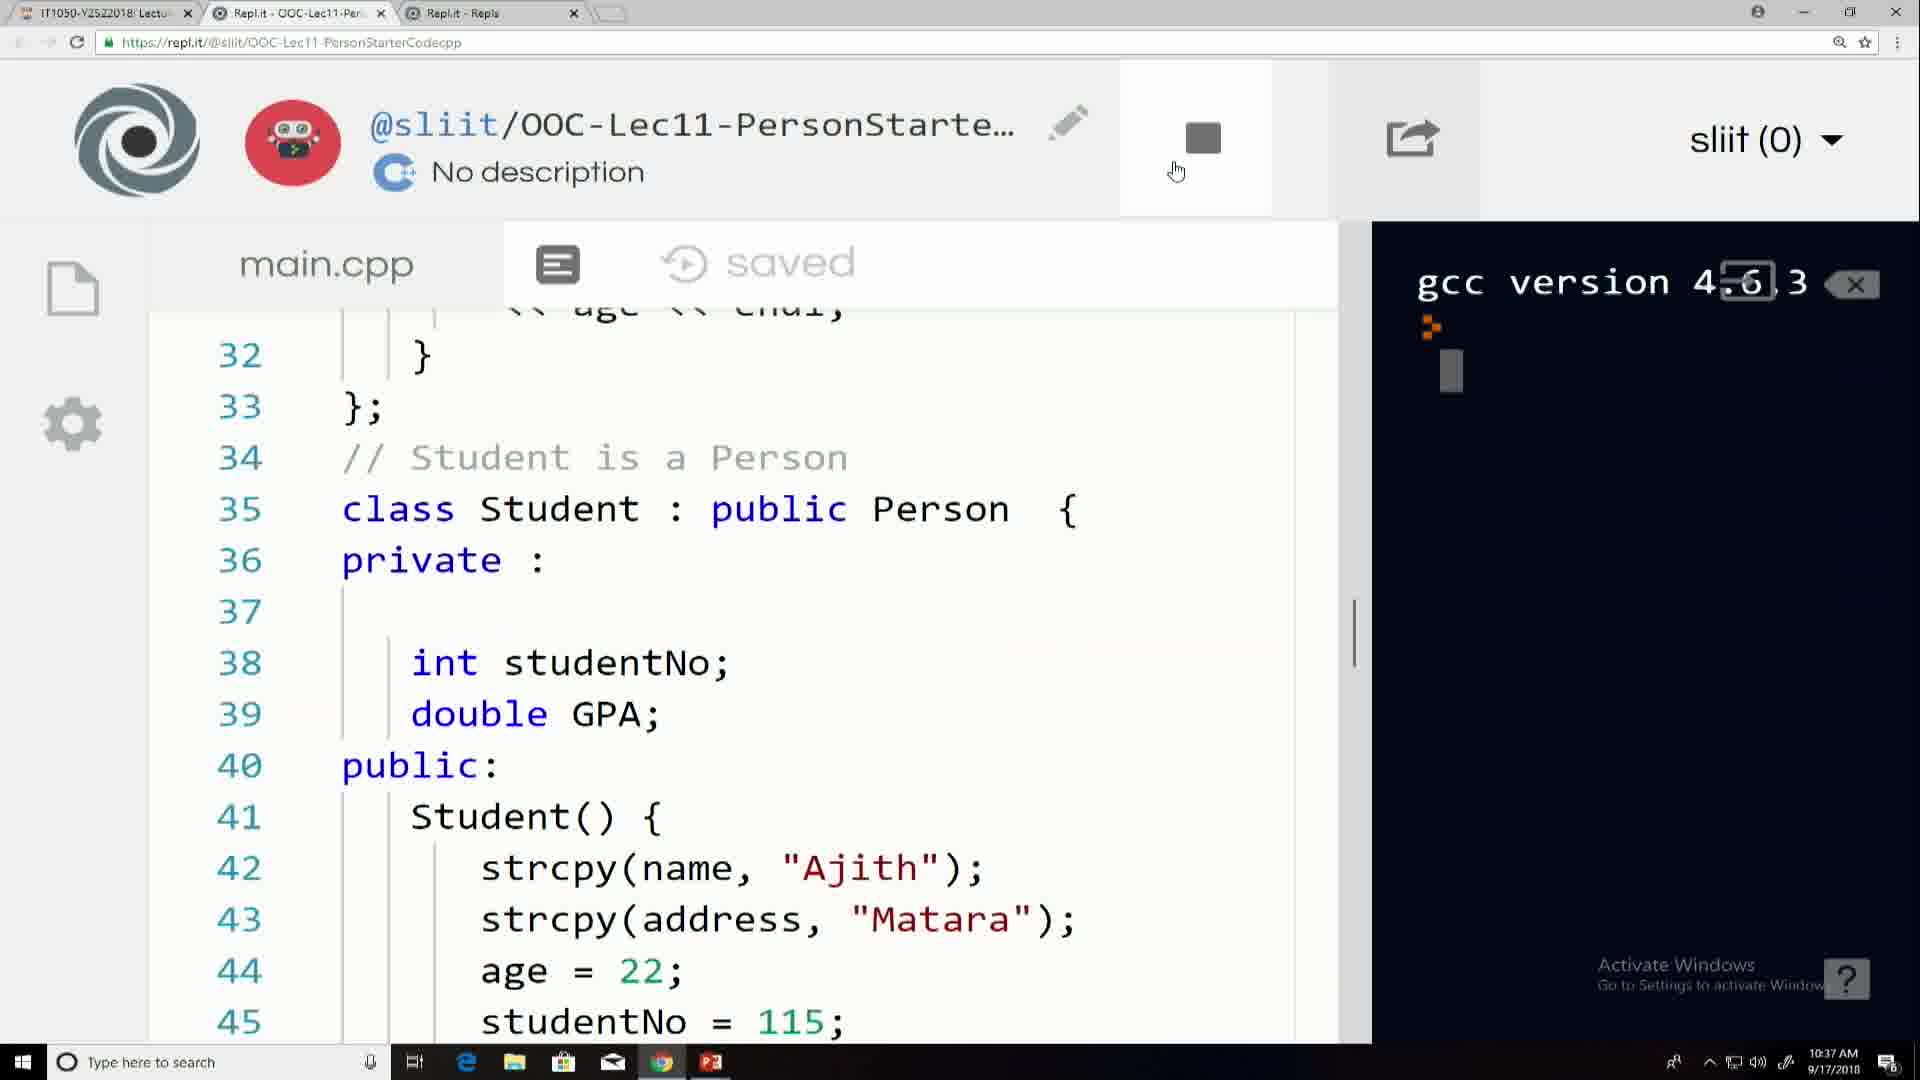 IT1050-Y2S22018: Lectu
Repl.it - OOC-Lec11-Per
Repl.it - Repls
https://repl.it/@sliit/OOC-Lec11-PersonStarterCodecpp
@sliit/OOC-Lec11-PersonStarte...
No description
sliit (0)
main.cpp
saved
gcc version 4.6.3
<< age << endl;
32 }
33 };
34 // Student is a Person
35 class Student : public Person {
36 private :
37
38 int studentNo;
39 double GPA;
40 public:
41 Student() {
42 strcpy(name, "Ajith");
43 strcpy(address, "Matara");
44 age = 22;
45 studentNo = 115;
Activate Windows
Go to Settings to activate Window
?
Type here to search
10:37 AM
9/17/2018